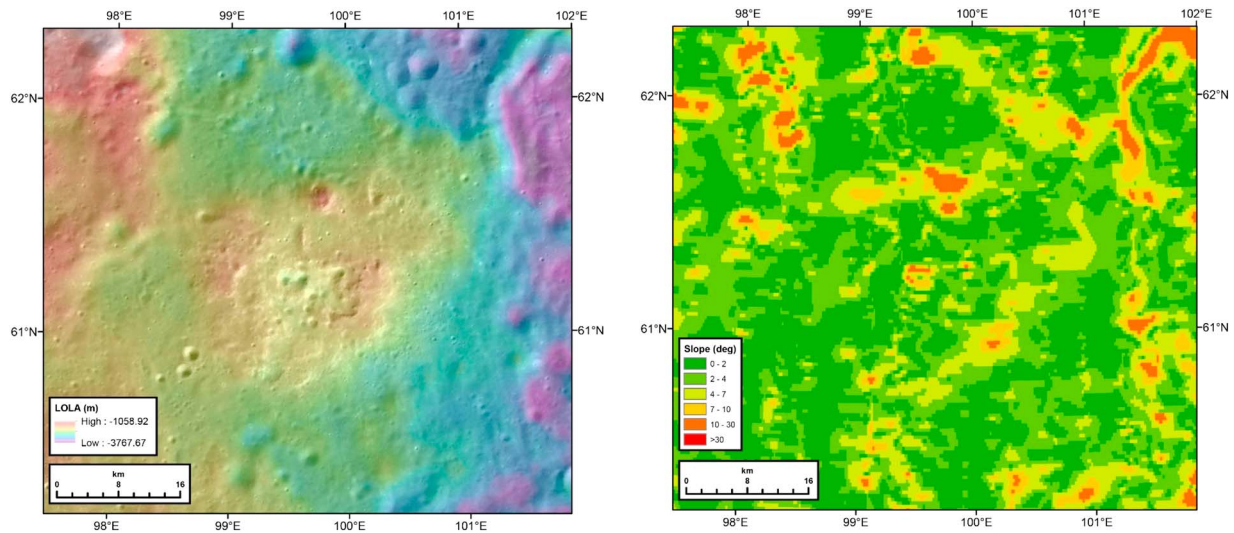 98°E 99°E 100°E 101°E 102°E
62°N 62°N
61°N 61°N
LOLA (m)
High : -1058.92
Low : -3767.67
km
0 8 16
98°E 99°E 100°E 101°E
98°E 99°E 100°E 101°E 102°E
62°N 62°N
61°N 61°N
Slope (deg)
0 - 2
2 - 4
4 - 7
7 - 10
10 - 30
>30
km
0 8 16
98°E 99°E 100°E 101°E